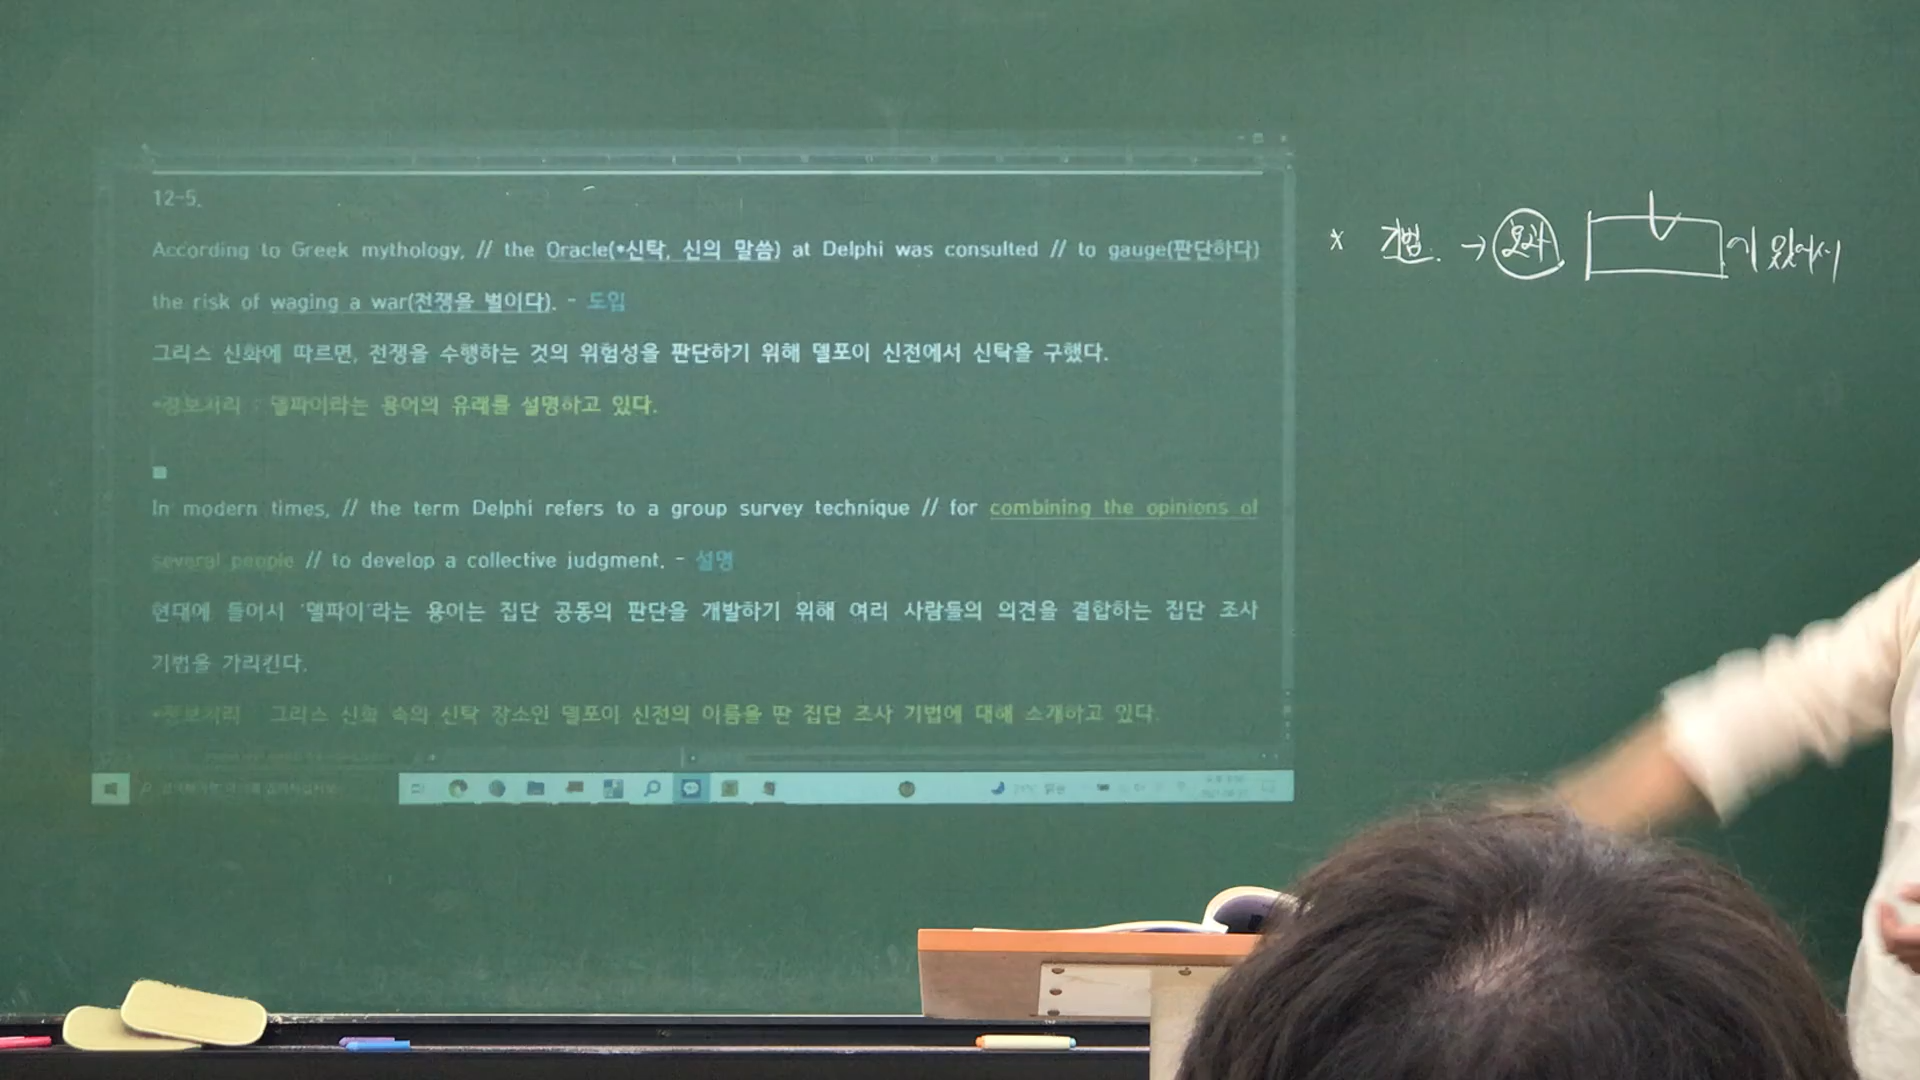 12-5.
According to Greek mythology, // the Oracle(*신탁, 신의 말씀) at Delphi was consulted // to gauge(판단하다)
the risk of waging a war(전쟁을 벌이다). - 도입
그리스 신화에 따르면, 전쟁을 수행하는 것의 위험성을 판단하기 위해 델포이 신전에서 신탁을 구했다.
*정보처리 : 델파이라는 용어의 유래를 설명하고 있다.
In modern times, // the term Delphi refers to a group survey technique // for combining the opinions of
several people // to develop a collective judgment. - 설명
현대에 들어서 '델파이'라는 용어는 집단 공동의 판단을 개발하기 위해 여러 사람들의 의견을 결합하는 집단 조사
기법을 가리킨다.
*정보처리 그리스 신화 속의 신탁 장소인 델포이 신전의 이름을 딴 집단 조사 기법에 대해 소개하고 있다.
* 기법. → 효과
가 있어서